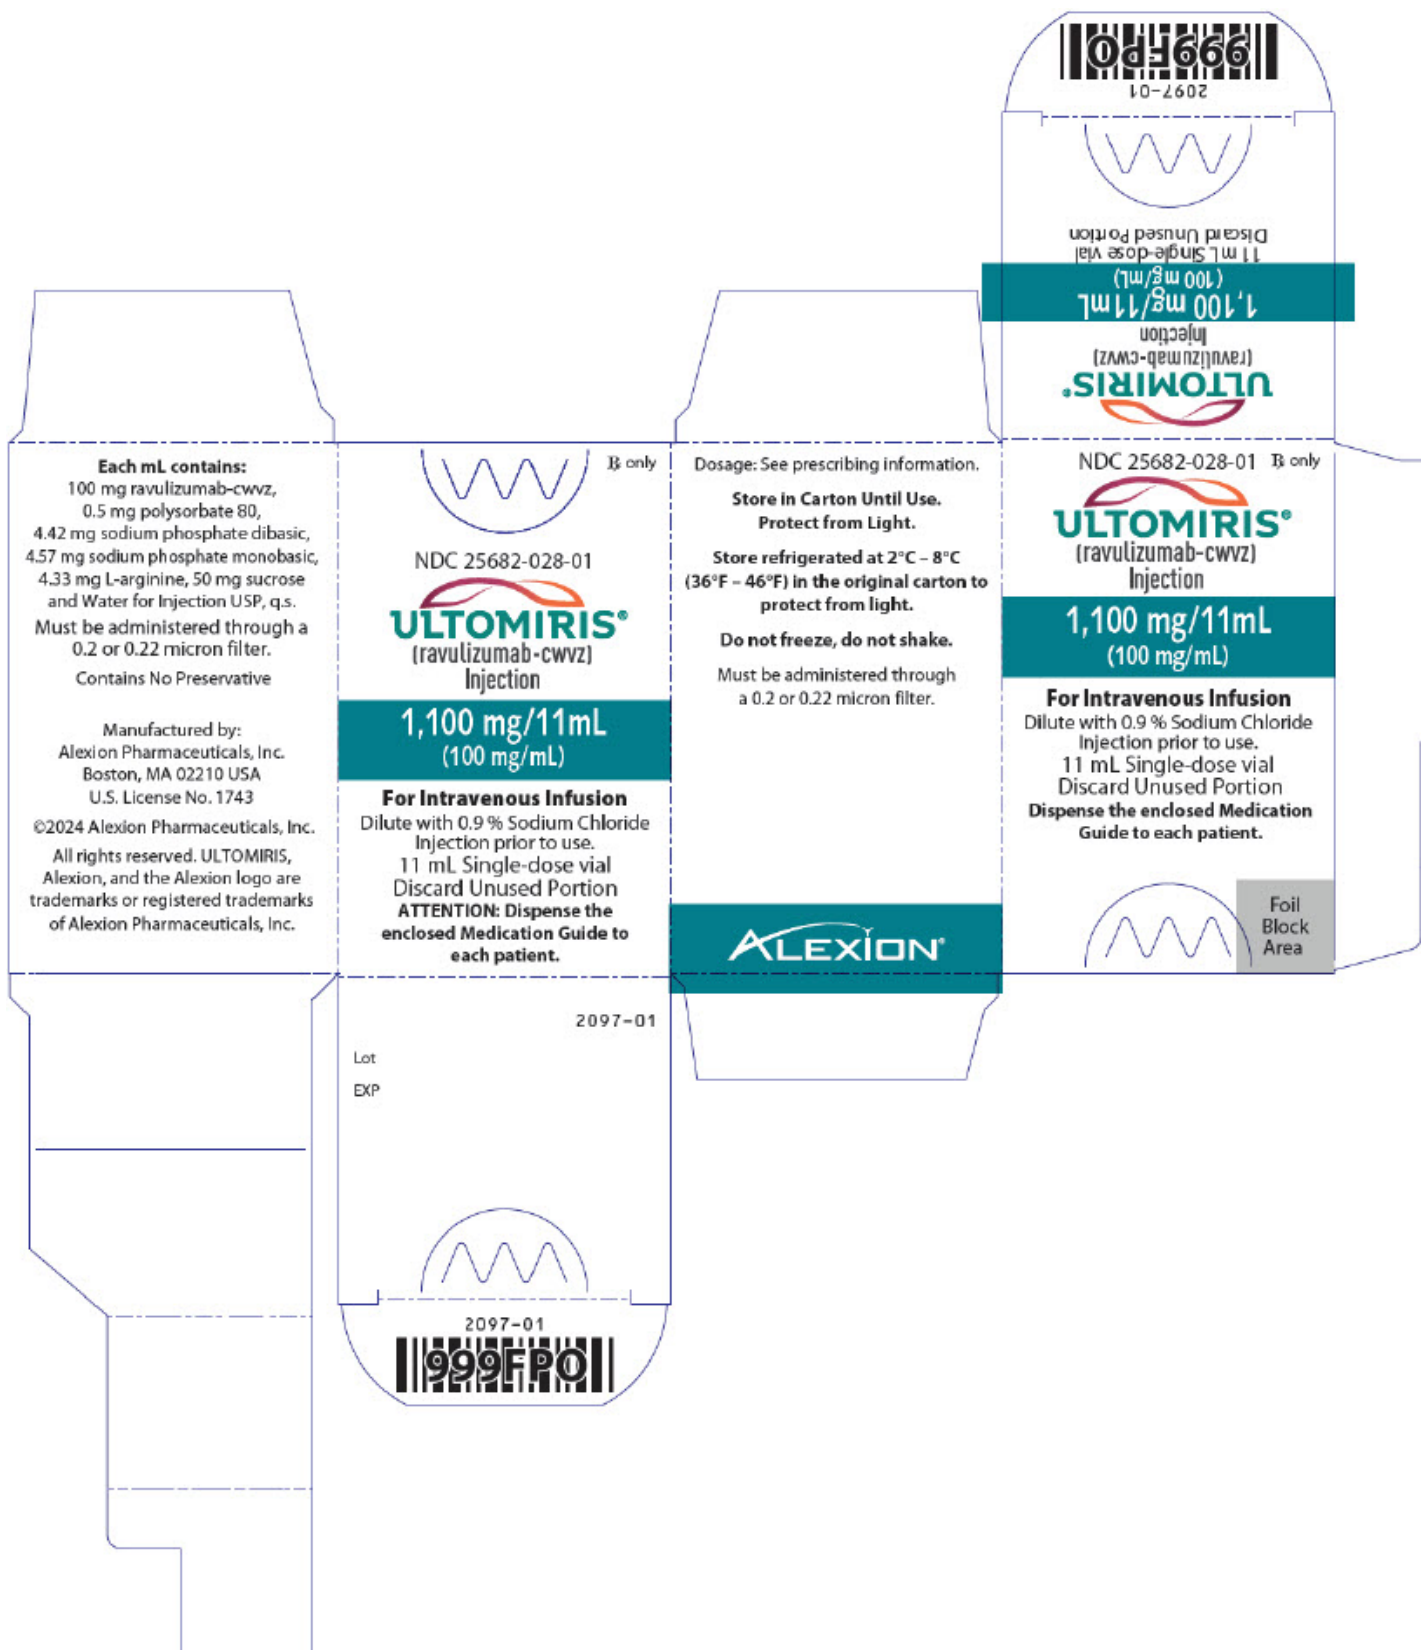 999FPO
2097-01
Discard Unused Portion
11 mL Single-dose vial
(100 mg/mL)
1,100 mg/11mL
Injection
(ravulizumab-cwvz)
ULTOMIRIS®
Each mL contains:
100 mg ravulizumab-cwvz,
0.5 mg polysorbate 80,
4.42 mg sodium phosphate dibasic,
4.57 mg sodium phosphate monobasic,
4.33 mg L-arginine, 50 mg sucrose
and Water for Injection USP, q.s.
Must be administered through a
0.2 or 0.22 micron filter.
Contains No Preservative
Manufactured by:
Alexion Pharmaceuticals, Inc.
Boston, MA 02210 USA
U.S. License No. 1743
©2024 Alexion Pharmaceuticals, Inc.
All rights reserved. ULTOMIRIS,
Alexion, and the Alexion logo are
trademarks or registered trademarks
of Alexion Pharmaceuticals, Inc.
℞ only
NDC 25682-028-01
ULTOMIRIS®
(ravulizumab-cwvz)
Injection
1,100 mg/11mL
(100 mg/mL)
For Intravenous Infusion
Dilute with 0.9 % Sodium Chloride
Injection prior to use.
11 mL Single-dose vial
Discard Unused Portion
ATTENTION: Dispense the
enclosed Medication Guide to
each patient.
Dosage: See prescribing information.
Store in Carton Until Use.
Protect from Light.
Store refrigerated at 2°C – 8°C
(36°F – 46°F) in the original carton to
protect from light.
Do not freeze, do not shake.
Must be administered through
a 0.2 or 0.22 micron filter.
ALEXION®
NDC 25682-028-01 ℞ only
ULTOMIRIS®
(ravulizumab-cwvz)
Injection
1,100 mg/11mL
(100 mg/mL)
For Intravenous Infusion
Dilute with 0.9 % Sodium Chloride
Injection prior to use.
11 mL Single-dose vial
Discard Unused Portion
Dispense the enclosed Medication
Guide to each patient.
Foil
Block
Area
2097-01
Lot
EXP
2097-01
999FPO